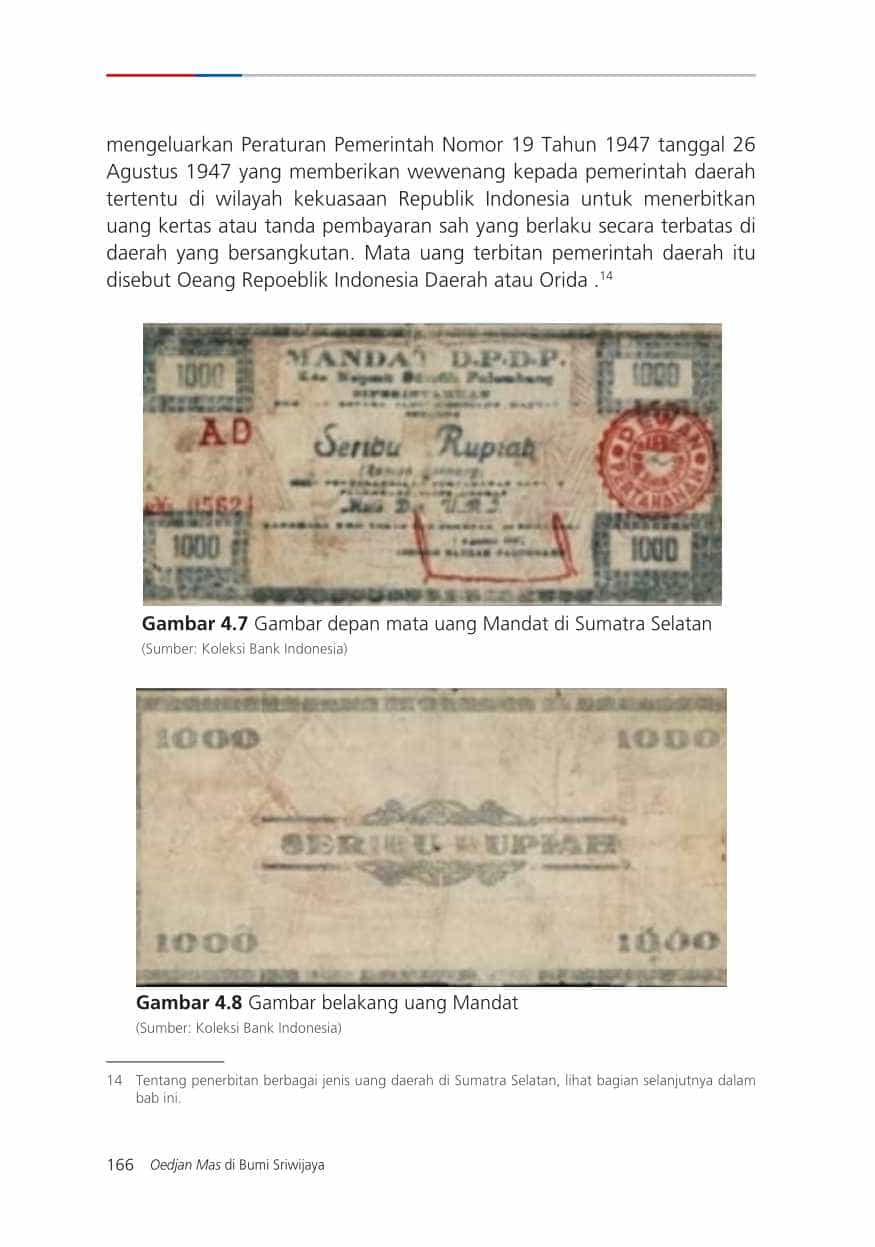 mengeluarkan Peraturan Pemerintah Nomor 19 Tahun 1947 tanggal 26
Agustus 1947 yang memberikan wewenang kepada pemerintah daerah
tertentu di wilayah kekuasaan Republik Indonesia untuk menerbitkan
uang kertas atau tanda pembayaran sah yang berlaku secara terbatas di
daerah yang bersangkutan. Mata uang terbitan pemerintah daerah itu
disebut Oeang Repoeblik Indonesia Daerah atau Orida .14
MANDAT D.P.D.P.
1000 1000
AD
DEWAN PERTAHANAN
Seribu Rupiah
1000 1000
Gambar 4.7 Gambar depan mata uang Mandat di Sumatra Selatan
(Sumber: Koleksi Bank Indonesia)
1000 1000
SERIBU RUPIAH
1000 1000
Gambar 4.8 Gambar belakang uang Mandat
(Sumber: Koleksi Bank Indonesia)
14 Tentang penerbitan berbagai jenis uang daerah di Sumatra Selatan, lihat bagian selanjutnya dalam
bab ini.
166 Oedjan Mas di Bumi Sriwijaya